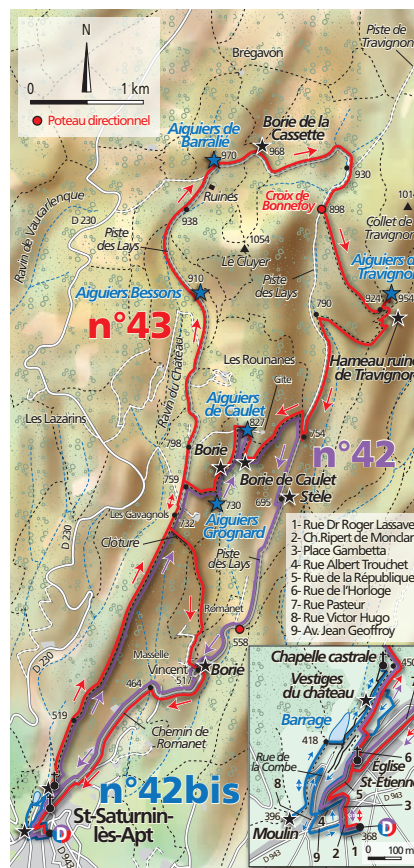 N
0 1 km
Poteau directionnel
Brégavon
Piste de
Travignon
Aiguiers de
Barralié
970
Borie de la
Cassette
968
930
Ruines
Croix de
Bonnefoy
898
Ravin de Vaucarlenque
D 230
938
Piste
des Lays
1054
Le Cluyer
Collet de
Travignon
Aiguiers Bessons
910
Piste
des Lays
790
924
954
n°43
Hameau ruiné
de Travignon
Les Rounanes
Gîte
Ravin du Château
Aiguiers
de Caulet
827
754
n°42
Les Lazarins
798
Borie
Borie de Caulet
759
695
Stèle
730
Aiguiers
Grognard
Les Gavagnols
732
Clôture
Piste
des Lays
D 230
Romanet
558
Masselle
Vincent
517
Borie
464
D 230
519
Chemin de
Romanet
n°42bis
St-Saturnin-
lès-Apt
D
D 943
D 943
1- Rue Dr Roger Lassave
2- Ch.Ripert de Monclar
3- Place Gambetta
4- Rue Albert Trouchet
5- Rue de la République
6- Rue de l'Horloge
7- Rue Pasteur
8- Rue Victor Hugo
9- Av. Jean Geoffroy
Chapelle castrale
450
Vestiges
du château
7
Barrage
418
6
Rue de
la Combe
Eglise
St-Étienne
8
5
3
D 943
396
Moulin
4
9
D
368
D 943
8 2 1
0 100 m